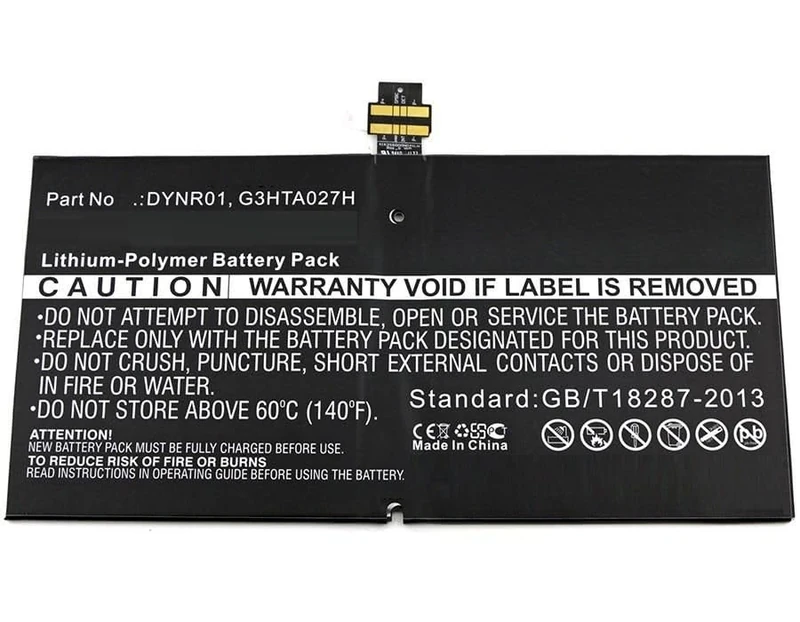 Part No .:DYNR01, G3HTA027H
Lithium-Polymer Battery Pack
CAUTION WARRANTY VOID IF LABEL IS REMOVED
•DO NOT ATTEMPT TO DISASSEMBLE, OPEN OR SERVICE THE BATTERY PACK.
•REPLACE ONLY WITH THE BATTERY PACK DESIGNATED FOR THIS PRODUCT.
•DO NOT CRUSH, PUNCTURE, SHORT EXTERNAL CONTACTS OR DISPOSE OF
IN FIRE OR WATER.
•DO NOT STORE ABOVE 60°C (140°F).
Standard:GB/T18287-2013
ATTENTION!
NEW BATTERY PACK MUST BE FULLY CHARGED BEFORE USE.
TO REDUCE RISK OF FIRE OR BURNS
READ INSTRUCTIONS IN OPERATING GUIDE BEFORE USING THE BATTERY.
CE
Made In China
Pb